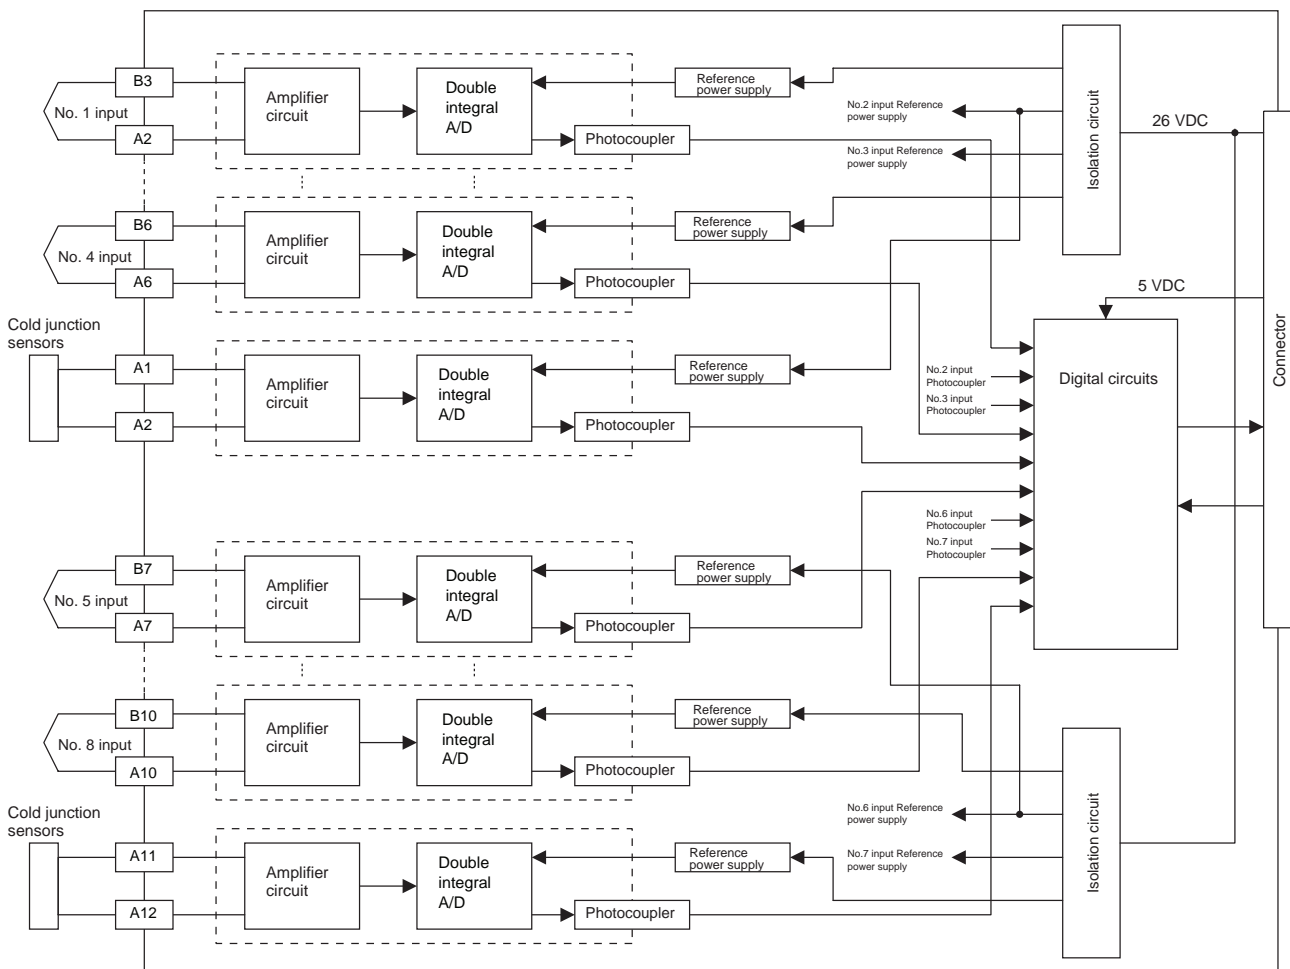 B3
No. 1 input
A2
Amplifier
circuit
Double
integral
A/D
Reference
power supply
Photocoupler
No.2 input Reference
power supply
No.3 input Reference
power supply
Isolation circuit
26 VDC
B6
No. 4 input
A6
Amplifier
circuit
Double
integral
A/D
Reference
power supply
Photocoupler
5 VDC
Connector
Cold junction
sensors
A1
A2
Amplifier
circuit
Double
integral
A/D
Reference
power supply
Photocoupler
No.2 input
Photocoupler
No.3 input
Photocoupler
Digital circuits
No.6 input
Photocoupler
No.7 input
Photocoupler
B7
No. 5 input
A7
Amplifier
circuit
Double
integral
A/D
Reference
power supply
Photocoupler
B10
No. 8 input
A10
Amplifier
circuit
Double
integral
A/D
Reference
power supply
Photocoupler
Cold junction
sensors
A11
A12
Amplifier
circuit
Double
integral
A/D
Reference
power supply
Photocoupler
No.6 input Reference
power supply
No.7 input Reference
power supply
Isolation circuit